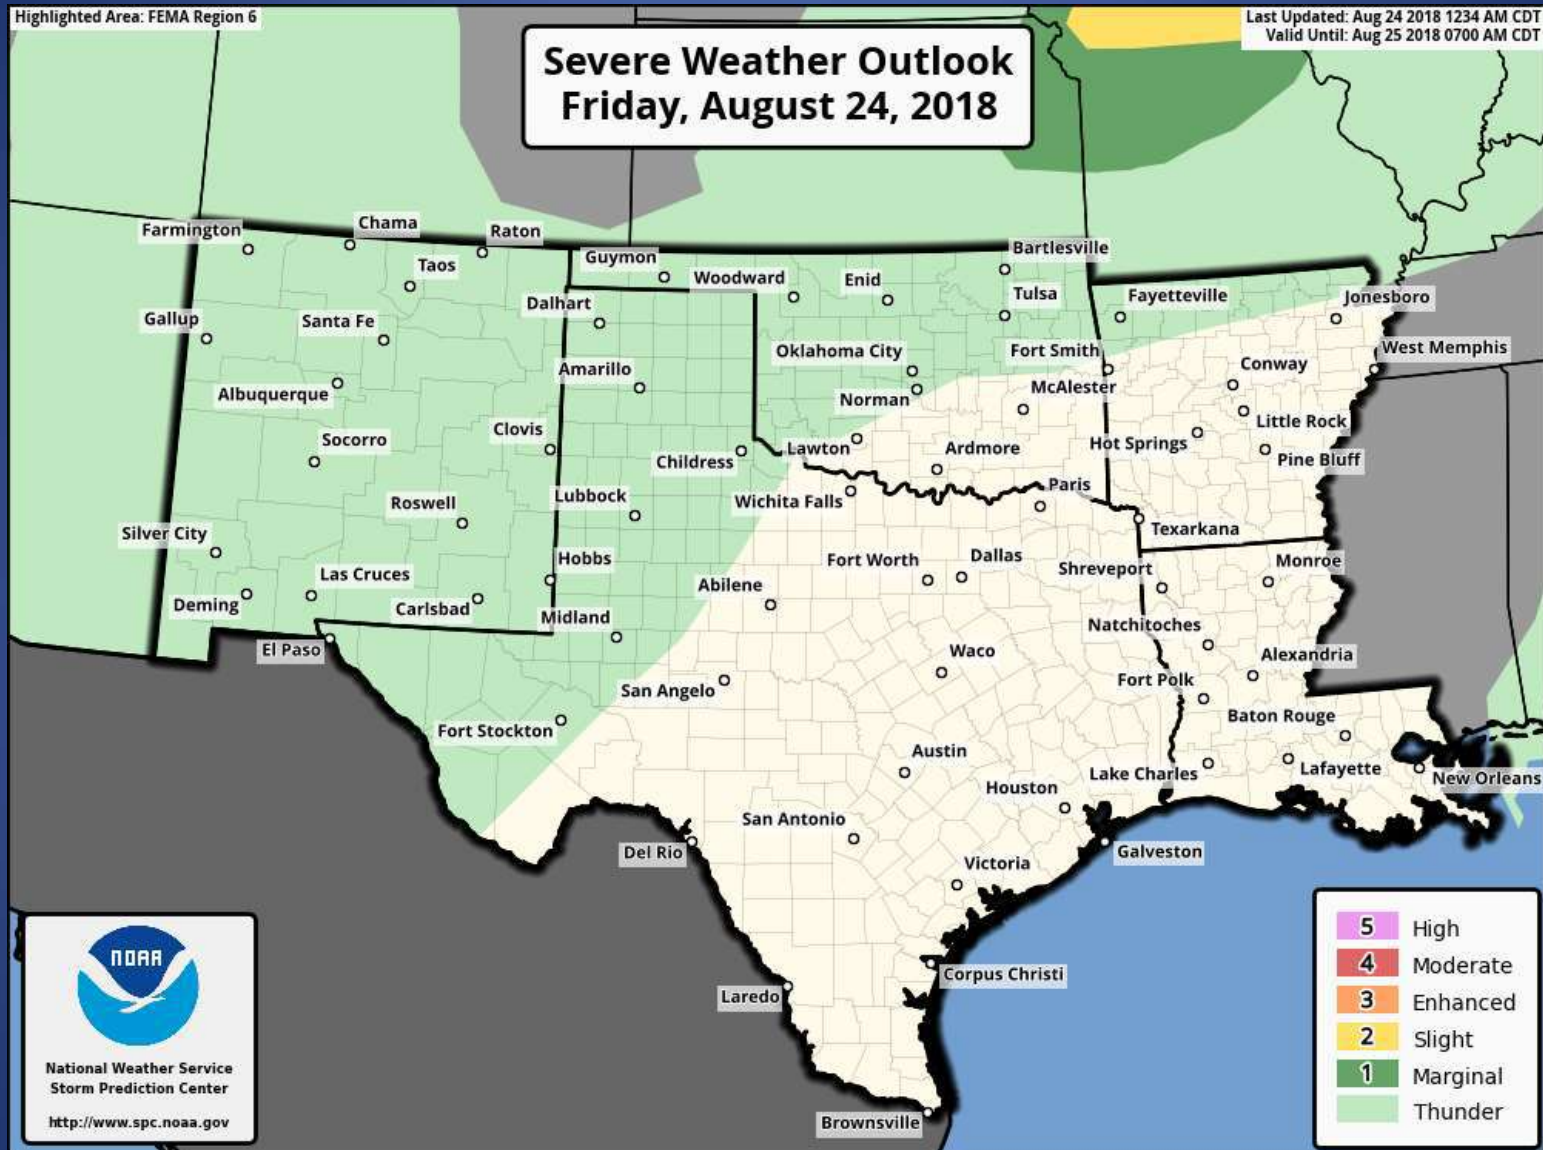 Highlighted Area: FEMA Region 6
Last Updated: Aug 24 2018 1234 AM CDT
Valid Until: Aug 25 2018 0700 AM CDT
Severe Weather Outlook
Friday, August 24, 2018
Farmington
Chama
Raton
Taos
Guymon
Woodward
Enid
Bartlesville
Dalhart
Tulsa
Fayetteville
Jonesboro
Gallup
Santa Fe
Oklahoma City
Fort Smith
West Memphis
Amarillo
Conway
Albuquerque
Norman
McAlester
Little Rock
Clovis
Socorro
Lawton
Ardmore
Hot Springs
Pine Bluff
Childress
Roswell
Lubbock
Wichita Falls
Paris
Texarkana
Silver City
Hobbs
Fort Worth
Dallas
Shreveport
Monroe
Las Cruces
Abilene
Deming
Carlsbad
Midland
Natchitoches
El Paso
Waco
Alexandria
San Angelo
Fort Polk
Fort Stockton
Baton Rouge
Austin
Lake Charles
Lafayette
New Orleans
Houston
San Antonio
Del Rio
Victoria
Galveston
Corpus Christi
Laredo
Brownsville
NOAA
National Weather Service
Storm Prediction Center
http://www.spc.noaa.gov
5 High
4 Moderate
3 Enhanced
2 Slight
1 Marginal
Thunder